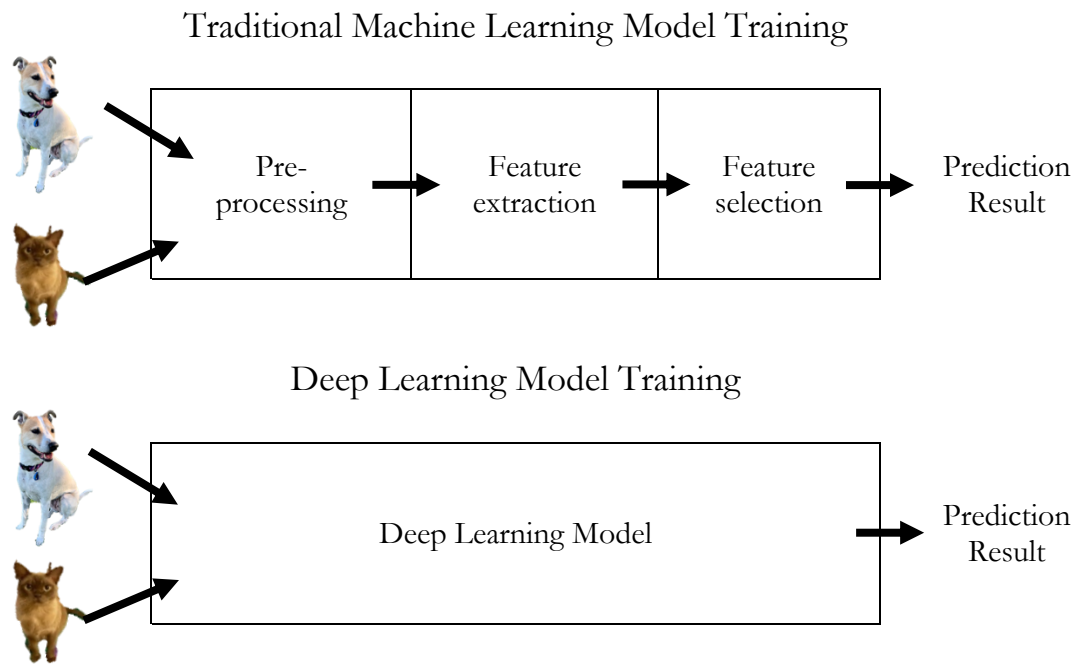 Traditional Machine Learning Model Training
Pre-
processing
Feature
extraction
Feature
selection
Prediction
Result
Deep Learning Model Training
Deep Learning Model
Prediction
Result